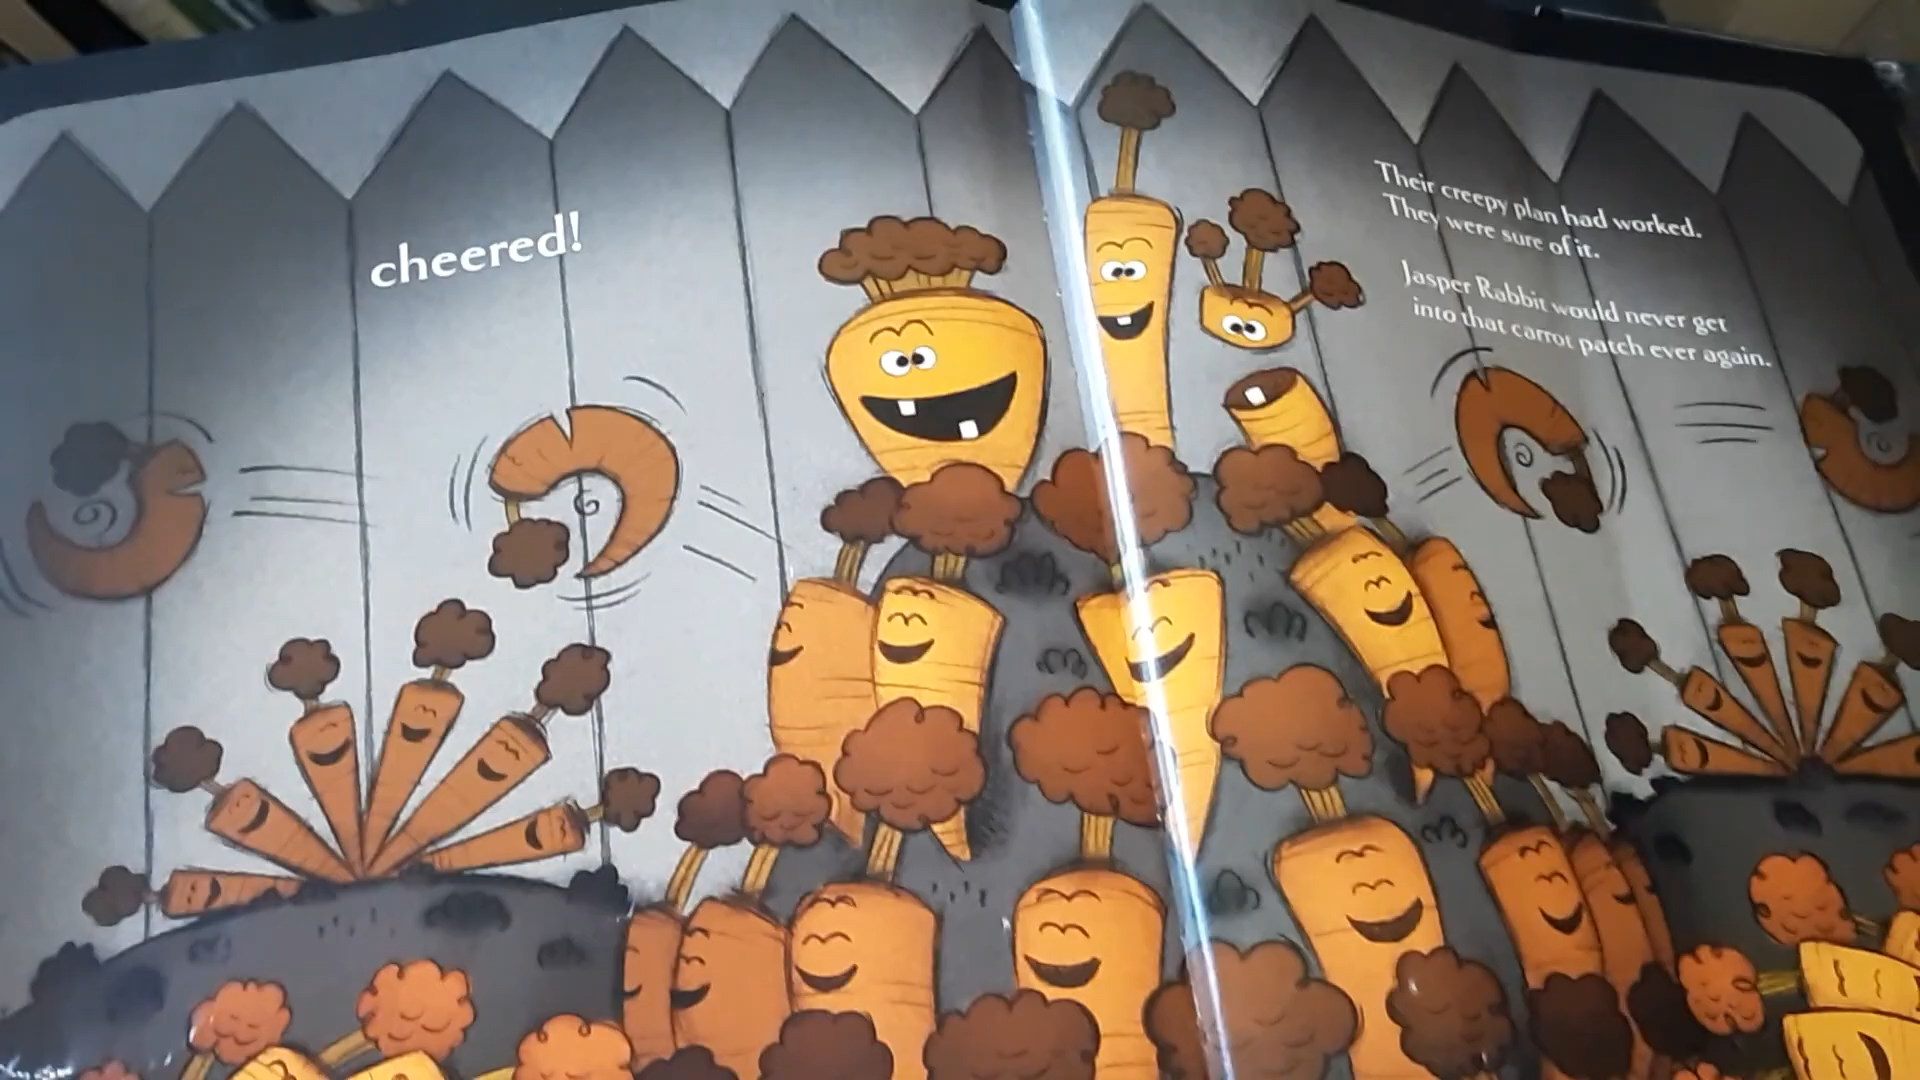 cheered!
Their creepy plan had worked.
They were sure of it.
Jasper Rabbit would never get
into that carrot patch ever again.